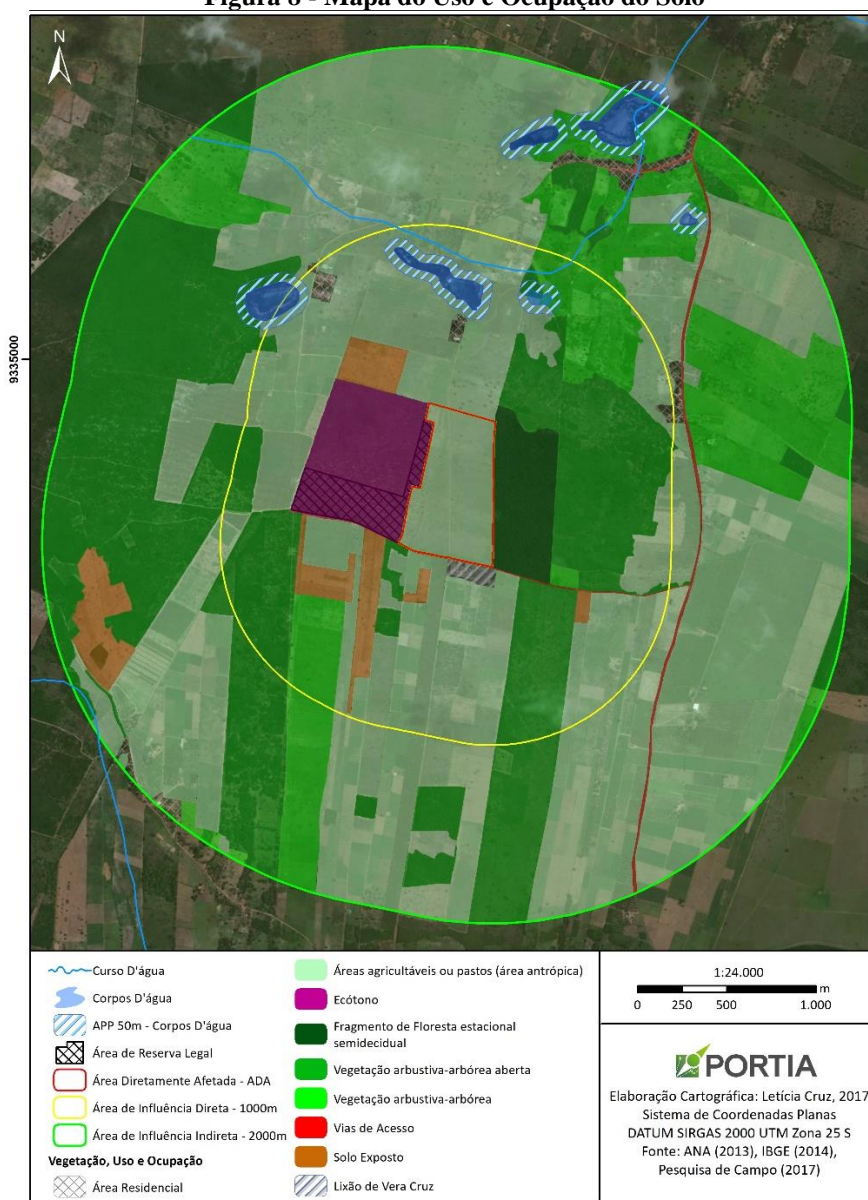 Figura 8 - Mapa do Uso e Ocupação do Solo
N
9335000
Curso D'água
Corpos D'água
APP 50m - Corpos D'água
Área de Reserva Legal
Área Diretamente Afetada - ADA
Área de Influência Direta - 1000m
Área de Influência Indireta - 2000m
Vegetação, Uso e Ocupação
Área Residencial
Áreas agricultáveis ou pastos (área antrópica)
Ecótono
Fragmento de Floresta estacional
semidecidual
Vegetação arbustiva-arbórea aberta
Vegetação arbustiva-arbórea
Vias de Acesso
Solo Exposto
Lixão de Vera Cruz
1:24.000
m
0 250 500 1.000
PORTIA
Elaboração Cartográfica: Letícia Cruz, 2017
Sistema de Coordenadas Planas
DATUM SIRGAS 2000 UTM Zona 25 S
Fonte: ANA (2013), IBGE (2014),
Pesquisa de Campo (2017)